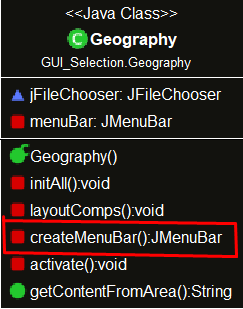 <<Java Class>>
C Geography
GUI_Selection.Geography
jFileChooser: JFileChooser
menuBar: JMenuBar
Geography()
initAll():void
layoutComps():void
createMenuBar():JMenuBar
activate():void
getContentFromArea():String